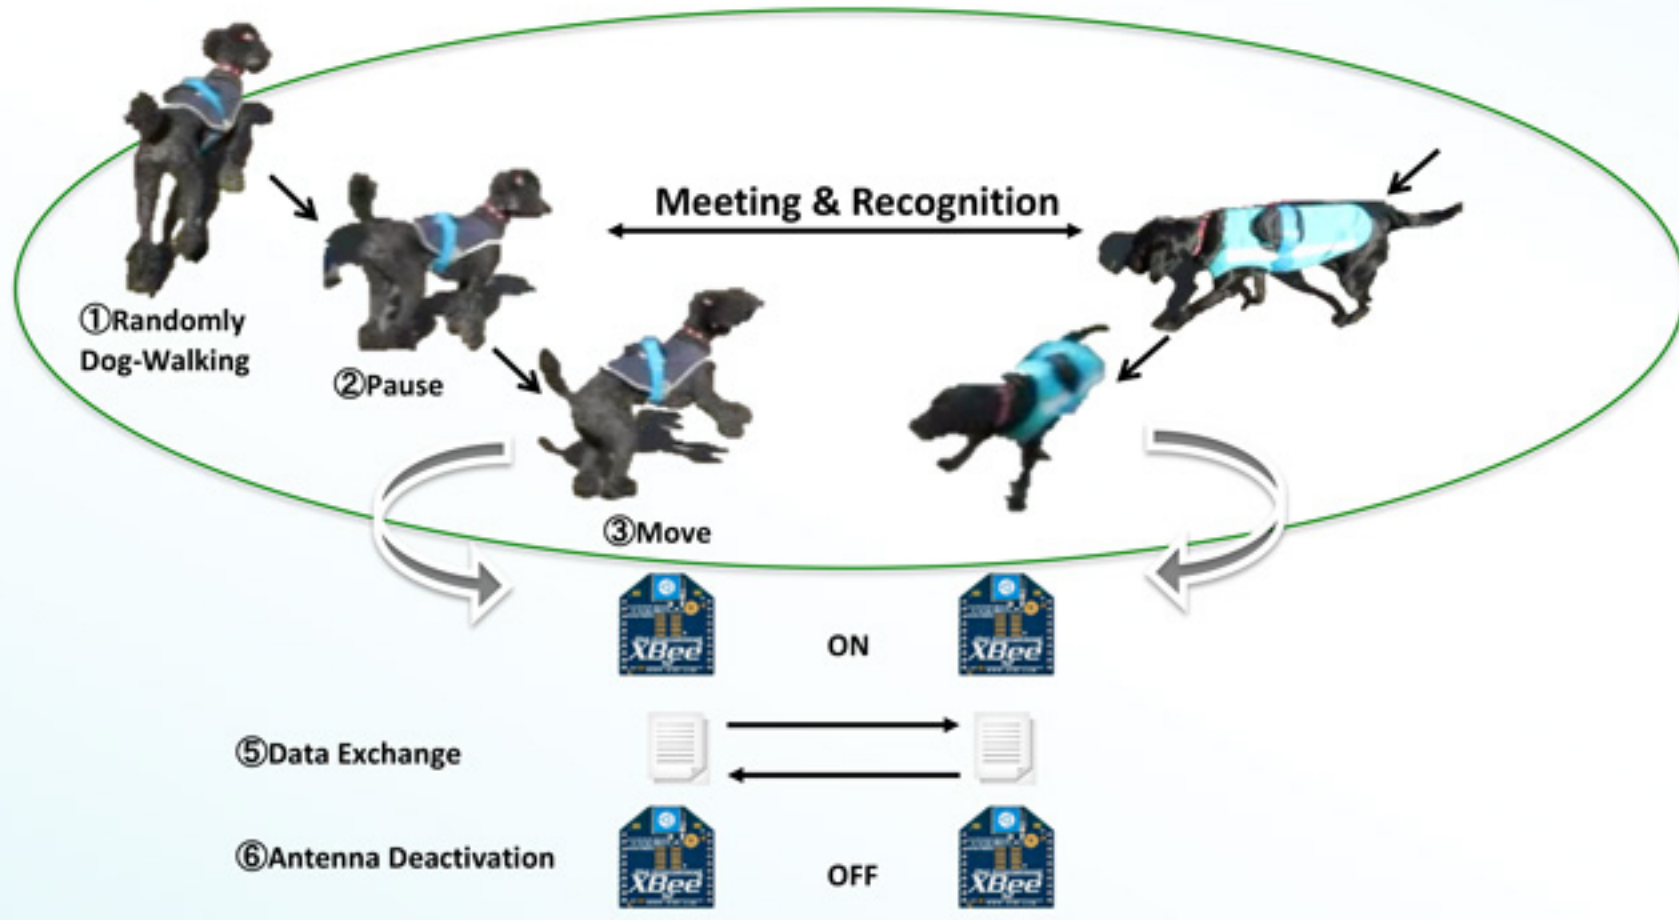 Meeting & Recognition
①Randomly
Dog-Walking
②Pause
③Move
XBee
ON
XBee
⑤Data Exchange
XBee
⑥Antenna Deactivation
OFF
XBee